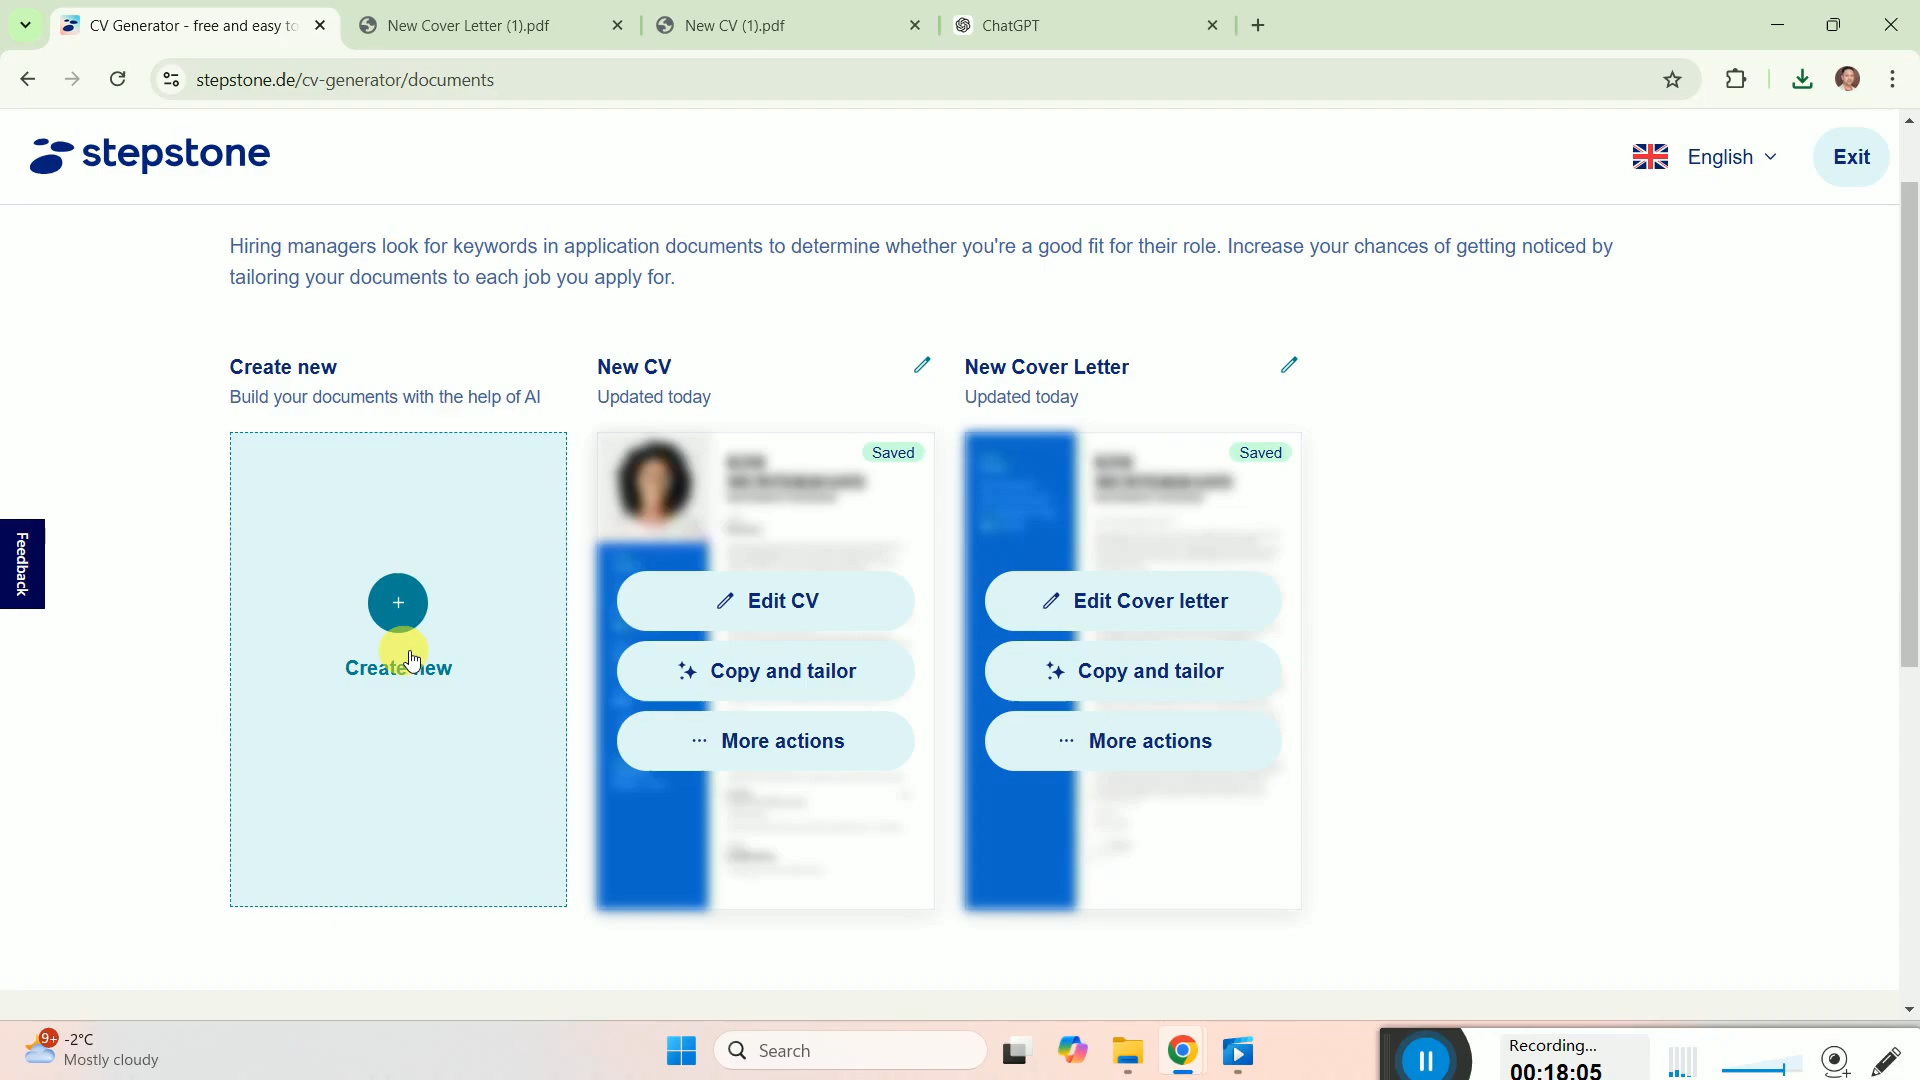 CV Generator - free and easy to
New Cover Letter (1).pdf
New CV (1).pdf
ChatGPT
stepstone.de/cv-generator/documents
stepstone
English
Exit
Hiring managers look for keywords in application documents to determine whether you're a good fit for their role. Increase your chances of getting noticed by
tailoring your documents to each job you apply for.
Create new
Build your documents with the help of AI
New CV
Updated today
New Cover Letter
Updated today
Saved
Saved
Feedback
Create new
Edit CV
Copy and tailor
More actions
Edit Cover letter
Copy and tailor
More actions
9+
-2°C
Mostly cloudy
Search
Recording...
00:18:05